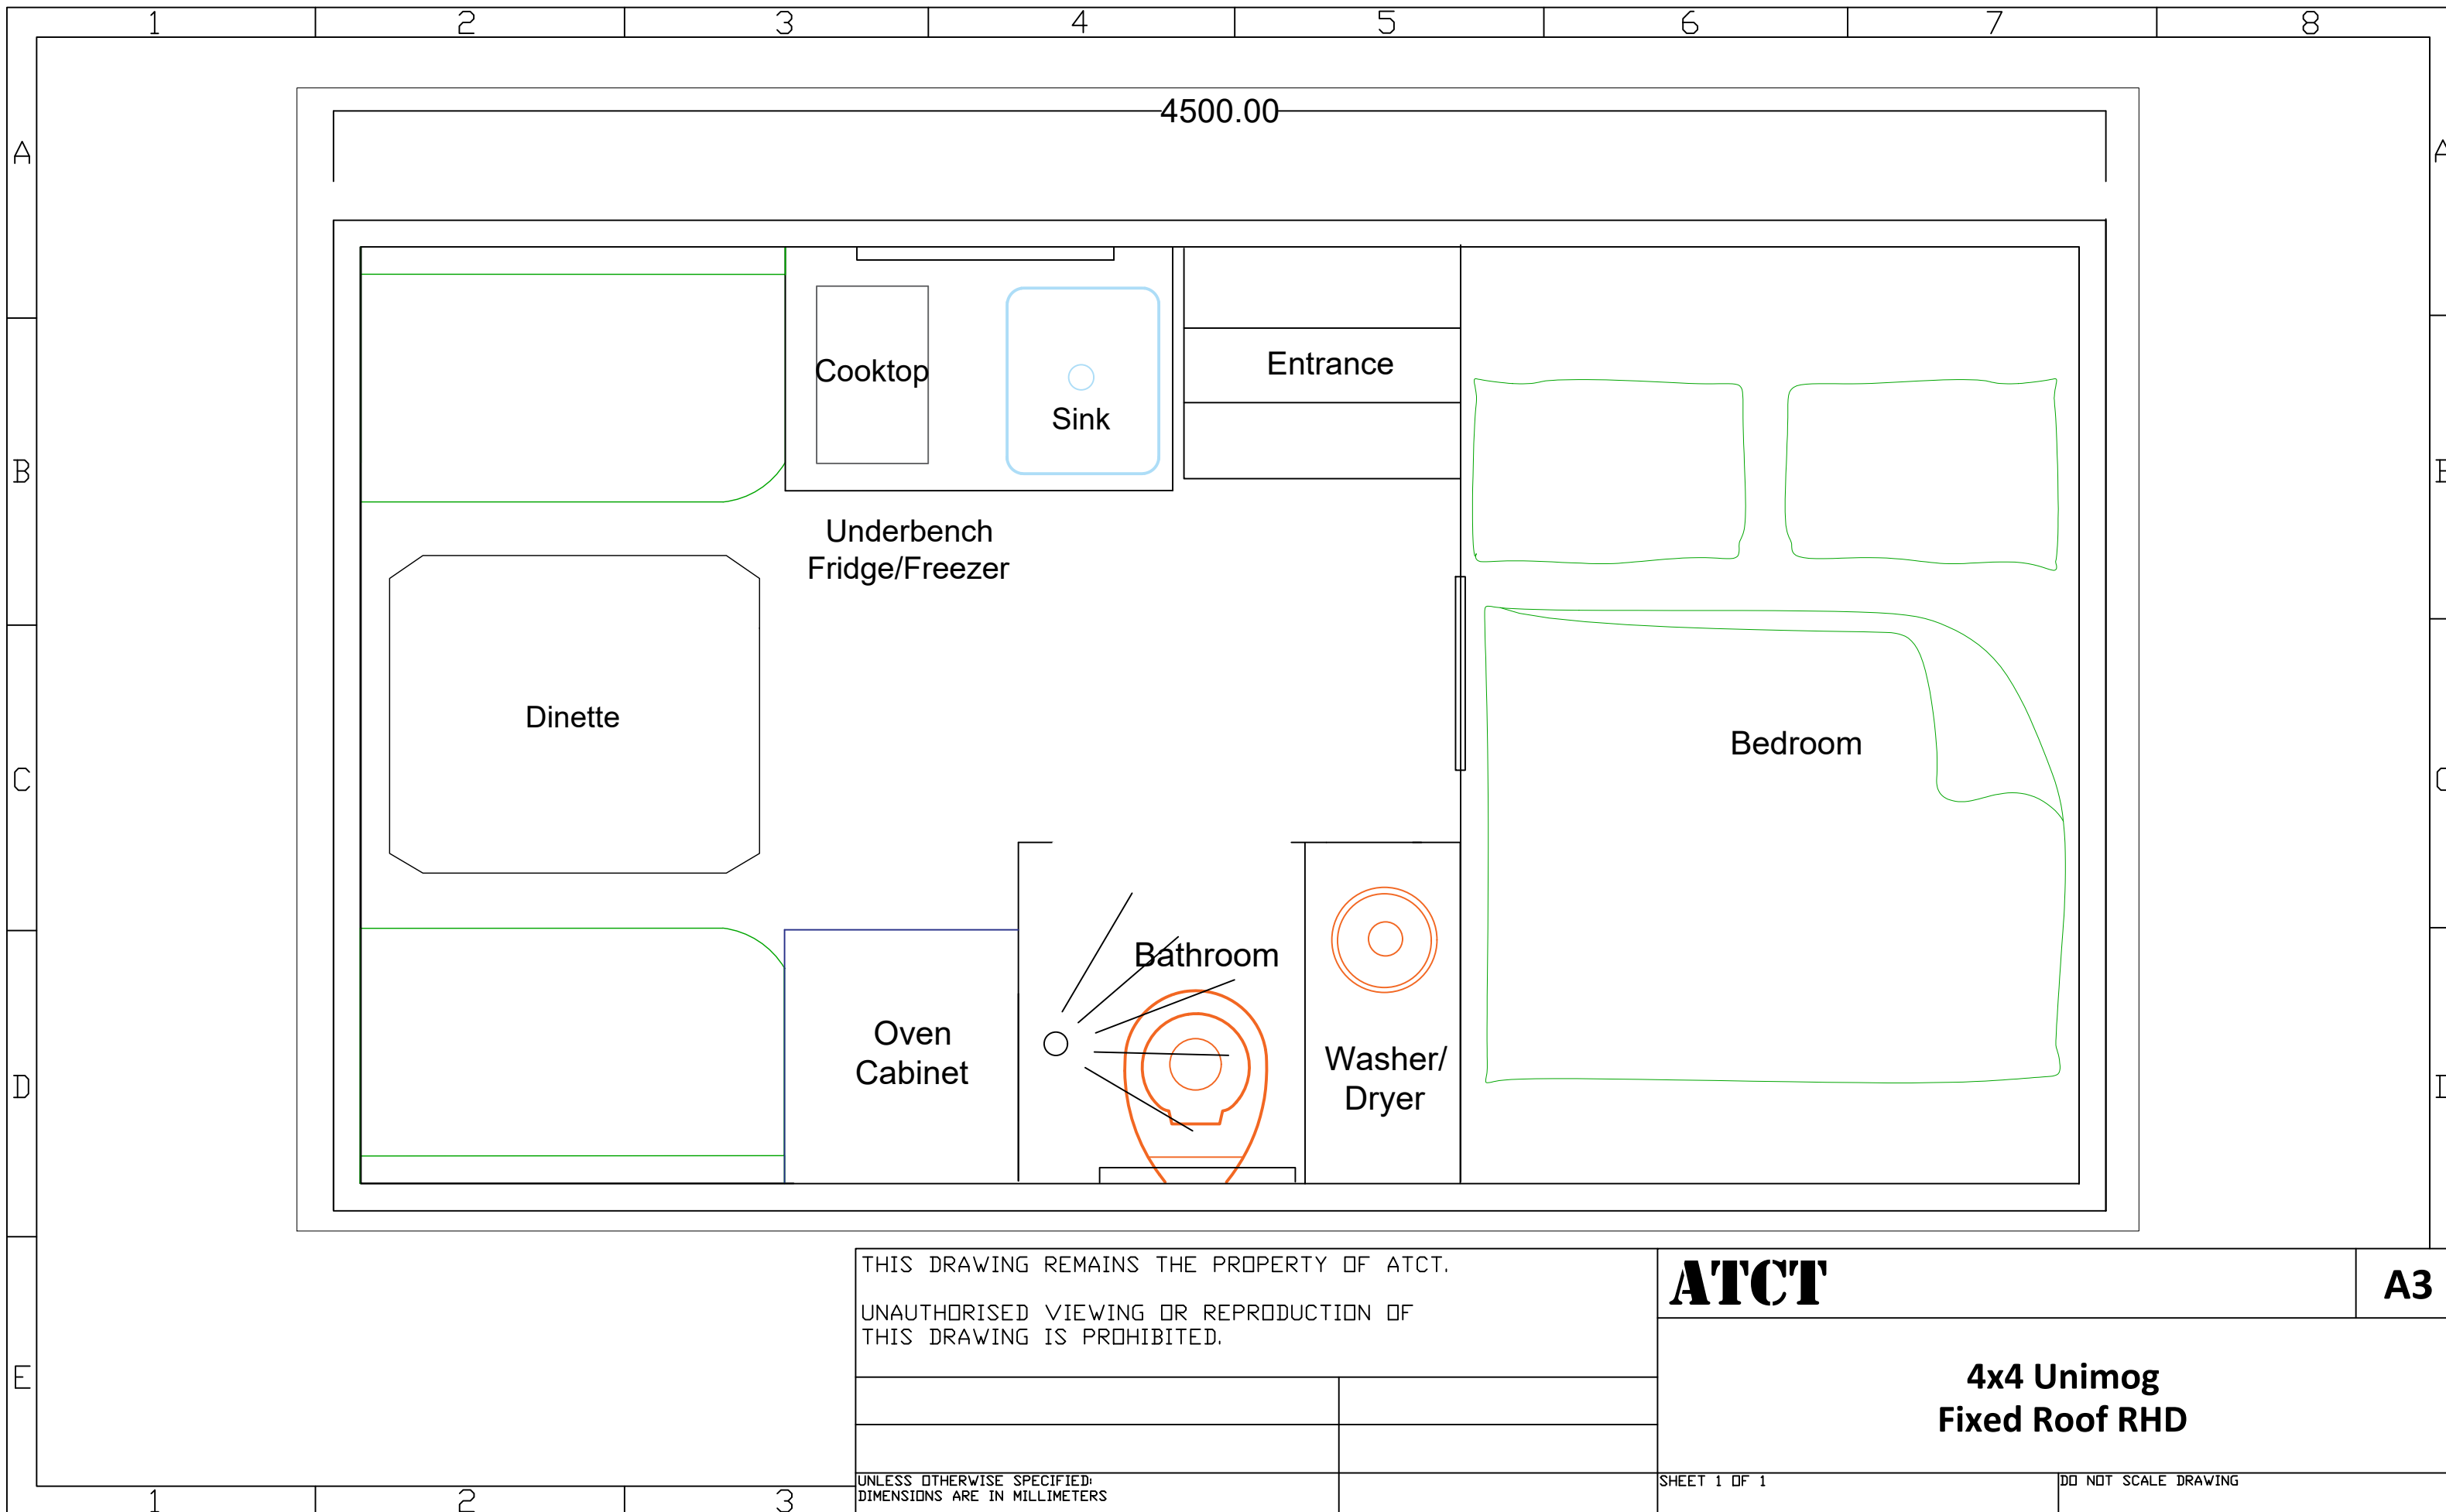 1 2 3 4 5 6 7 8
4500.00
A A
B B
C C
D D
E
Cooktop
Sink
Entrance
Underbench
Fridge/Freezer
Dinette
Bedroom
Bathroom
Oven
Cabinet
Washer/
Dryer
THIS DRAWING REMAINS THE PROPERTY OF ATCT.
UNAUTHORISED VIEWING OR REPRODUCTION OF
THIS DRAWING IS PROHIBITED.
ATCT
A3
4x4 Unimog
Fixed Roof RHD
UNLESS OTHERWISE SPECIFIED:
DIMENSIONS ARE IN MILLIMETERS
SHEET 1 OF 1
DO NOT SCALE DRAWING
1 2 3